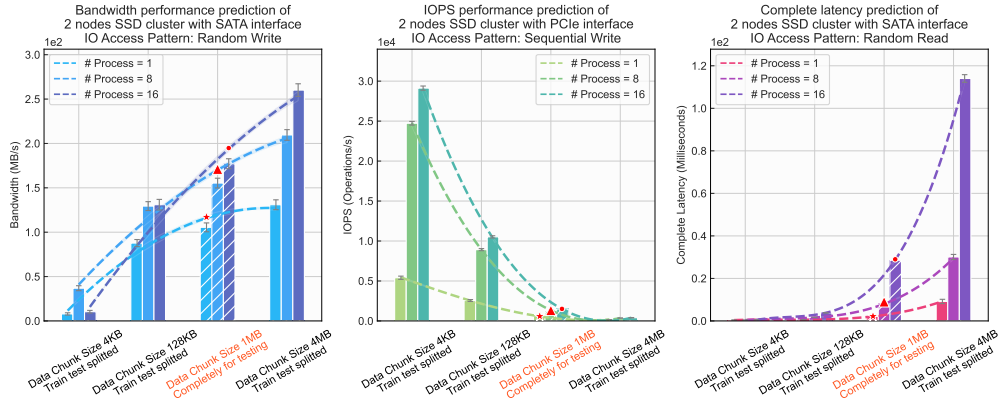 Bandwidth performance prediction of
2 nodes SSD cluster with SATA interface
IO Access Pattern: Random Write
1e2
# Process = 1
# Process = 8
# Process = 16
Bandwidth (MB/s)
3.0
2.5
2.0
1.5
1.0
0.5
0.0
Data Chunk Size 4KB
Train test splitted
Data Chunk Size 128KB
Train test splitted
Data Chunk Size 1MB
Completely for testing
Data Chunk Size 4MB
Train test splitted
IOPS performance prediction of
2 nodes SSD cluster with PCIe interface
IO Access Pattern: Sequential Write
1e4
# Process = 1
# Process = 8
# Process = 16
IOPS (Operations/s)
3.0
2.5
2.0
1.5
1.0
0.5
0.0
Data Chunk Size 4KB
Train test splitted
Data Chunk Size 128KB
Train test splitted
Data Chunk Size 1MB
Completely for testing
Data Chunk Size 4MB
Train test splitted
Complete latency prediction of
2 nodes SSD cluster with SATA interface
IO Access Pattern: Random Read
1e2
# Process = 1
# Process = 8
# Process = 16
Complete Latency (Milliseconds)
1.2
1.0
0.8
0.6
0.4
0.2
0.0
Data Chunk Size 4KB
Train test splitted
Data Chunk Size 128KB
Train test splitted
Data Chunk Size 1MB
Completely for testing
Data Chunk Size 4MB
Train test splitted